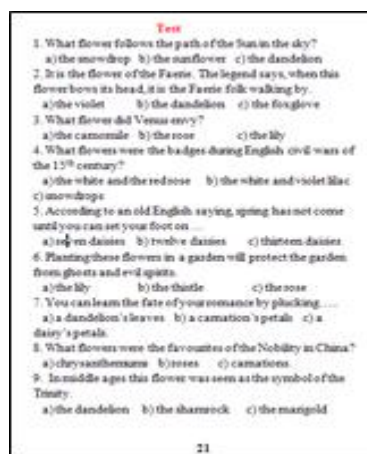 Test
1. What flower follows the path of the Sun in the sky?
a) the snowdrop b) the sunflower c) the dandelion
2. It is the flower of the Faerie. The legend says, when this
flower bows its head, it is the Faerie folk walking by.
a) the violet b) the dandelion c) the foxglove
3. What flower did Venus envy?
a) the camomile b) the rose c) the lily
4. What flowers were the badges during English civil wars of
the 15th century?
a) the white and the red rose b) the white and violet lilac
c) snowdrops
5. According to an old English saying, spring has not come
until you can set your foot on ...
a) seven daisies b) twelve daisies c) thirteen daisies
6. Planting these flowers in a garden will protect the garden
from ghosts and evil spirits.
a) the lily b) the thistle c) the rose
7. You can learn the fate of your romance by plucking.....
a) a dandelion's leaves b) a carnation's petals c) a
daisy's petals.
8. What flowers were the favourites of the Nobility in China?
a) chrysanthemums b) roses c) carnations.
9. In middle ages this flower was seen as the symbol of the
Trinity.
a) the dandelion b) the shamrock c) the marigold
21